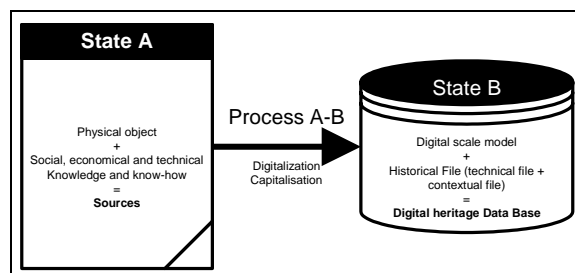 State A
Physical object
+
Social, economical and technical
Knowledge and know-how
=
Sources
Process A-B
Digitalization
Capitalisation
State B
Digital scale model
+
Historical File (technical file +
contextual file)
=
Digital heritage Data Base